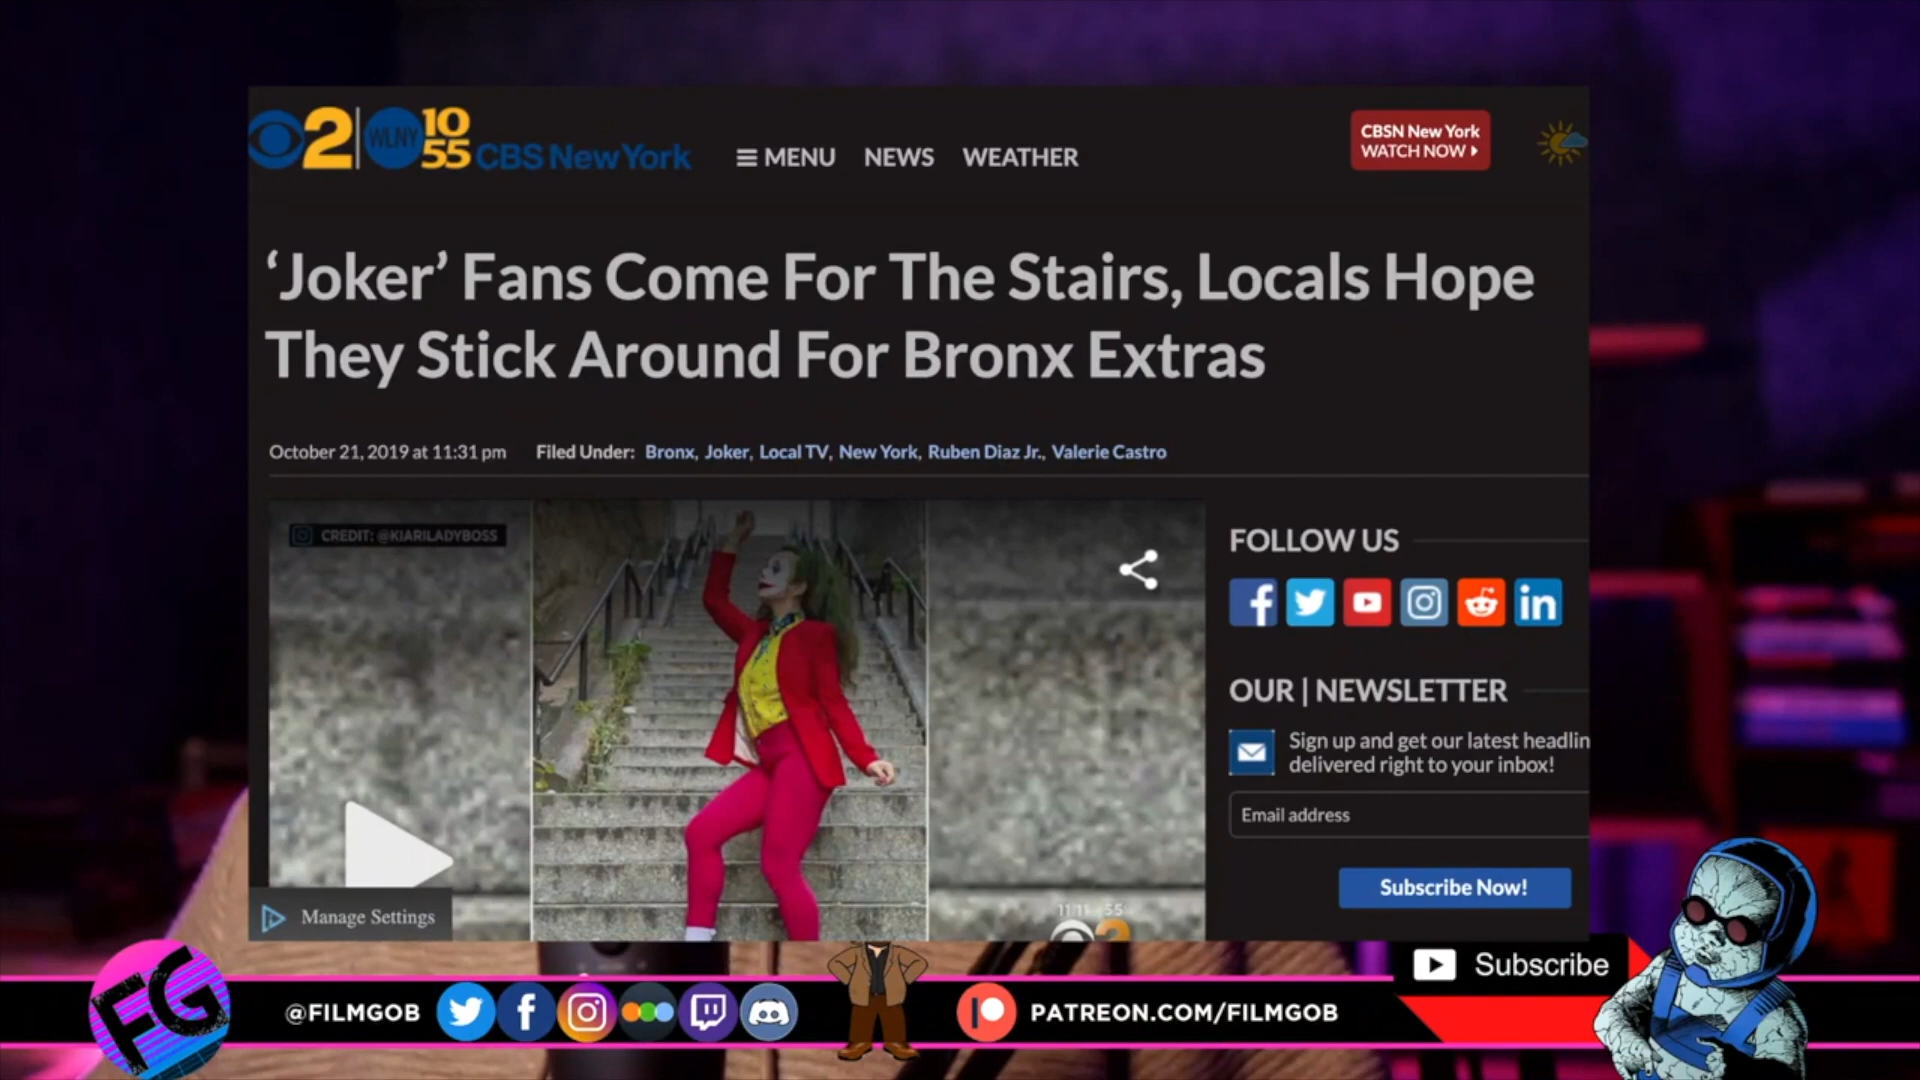 2 WLNY 10 55 CBS New York
MENU NEWS WEATHER
CBSN New York
WATCH NOW
‘Joker’ Fans Come For The Stairs, Locals Hope
They Stick Around For Bronx Extras
October 21, 2019 at 11:31 pm Filed Under: Bronx, Joker, Local TV, New York, Ruben Diaz Jr., Valerie Castro
CREDIT: @KIARILADYBOSS
FOLLOW US
OUR | NEWSLETTER
Sign up and get our latest headlin
delivered right to your inbox!
Email address
Subscribe Now!
Manage Settings
2
FG
@FILMGOB
PATREON.COM/FILMGOB
Subscribe